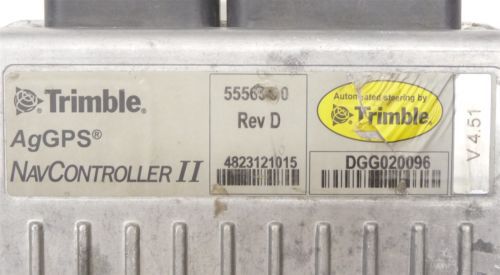 Trimble®
AgGPS®
NAVCONTROLLER II
Rev D
4823121015
Automated steering by
Trimble®
DGG020096
V 4.51